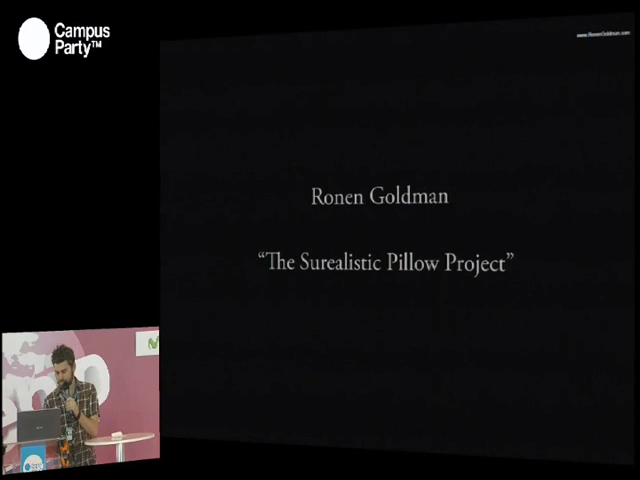 Campus
Party™
www.RonenGoldman.com
Ronen Goldman
“The Surealistic Pillow Project”